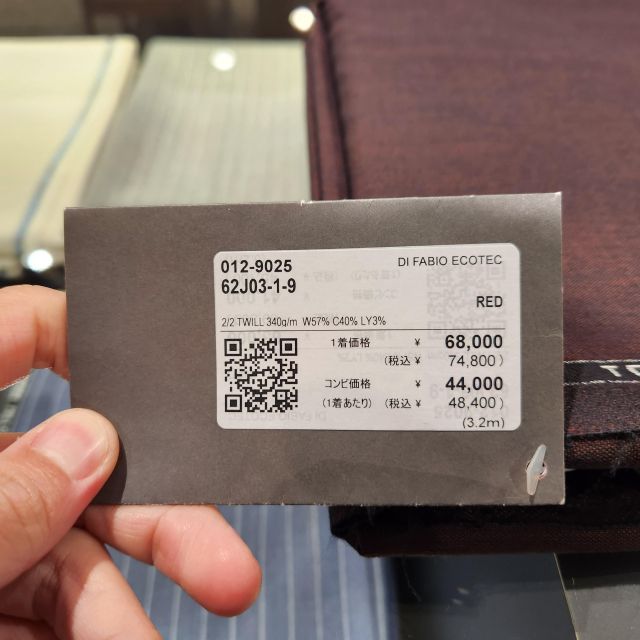 012-9025
DI FABIO ECOTEC
62J03-1-9
RED
2/2 TWILL 340g/m W57% C40% LY3%
1着価格 ¥ 68,000
(税込 ¥ 74,800 )
コンビ価格 ¥ 44,000
(1着あたり) (税込 ¥ 48,400 )
(3.2m)